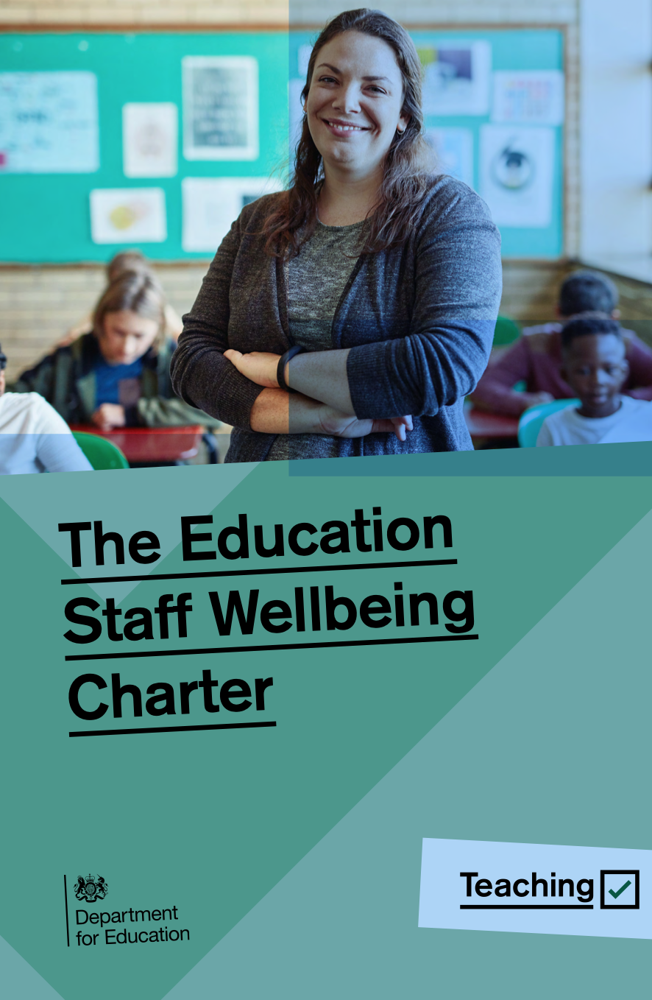 The Education
Staff Wellbeing
Charter
Department
for Education
Teaching